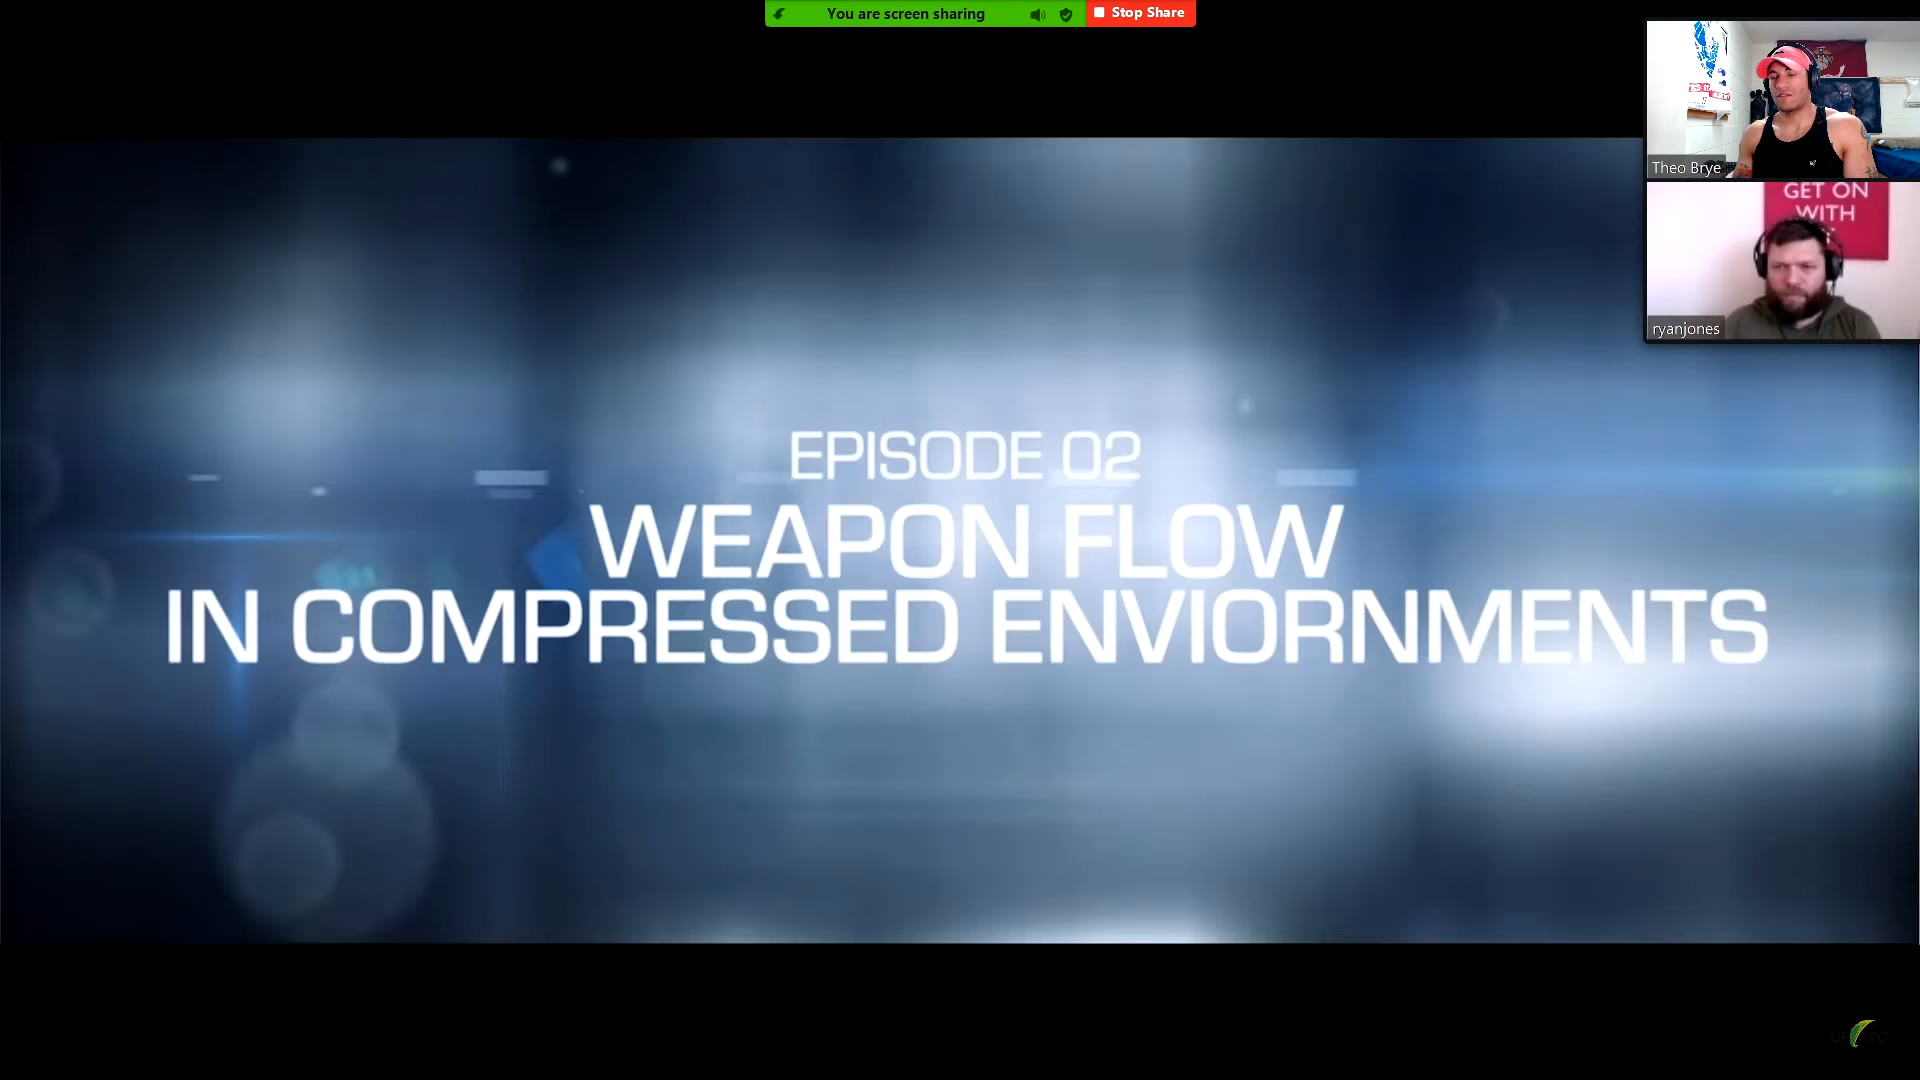 You are screen sharing
Stop Share
Theo Brye
GET ON
WITH
ryanjones
EPISODE 02
WEAPON FLOW
IN COMPRESSED ENVIORNMENTS